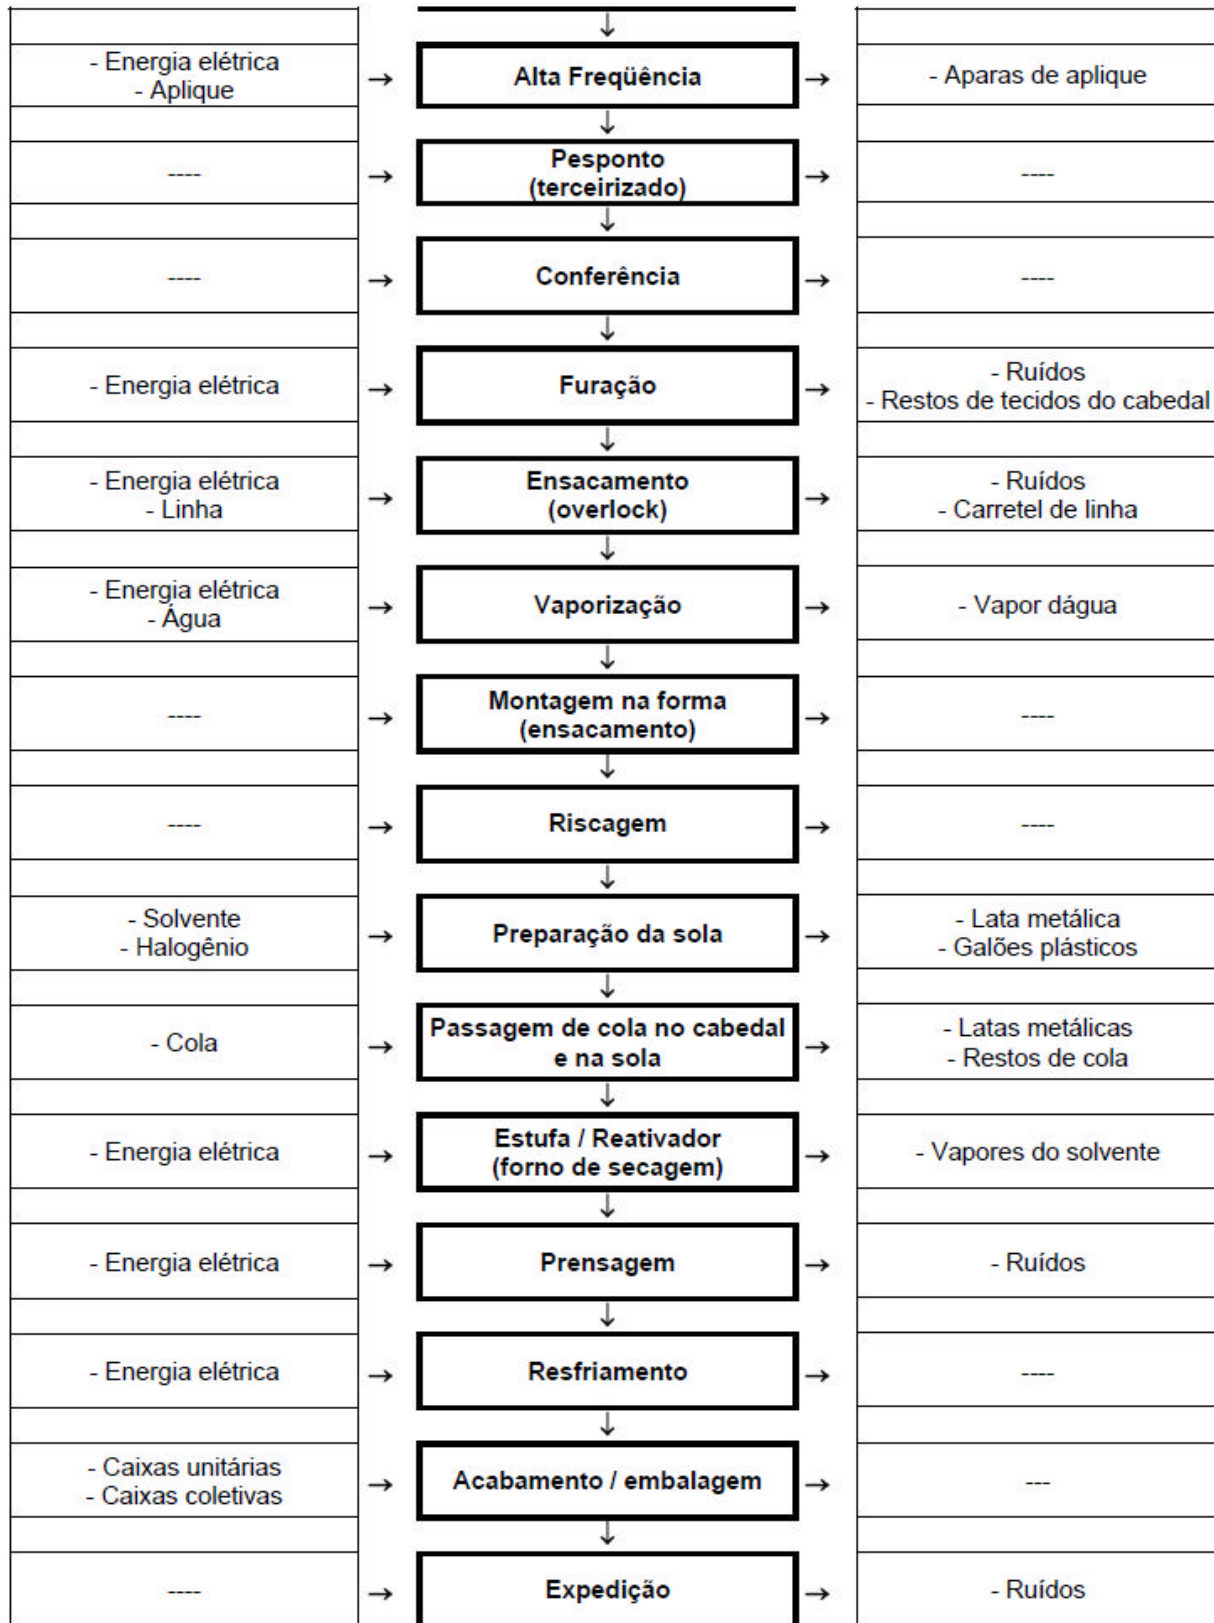 - Energia elétrica
- Aplique
→
Alta Freqüência
→
- Aparas de aplique
----
→
Pesponto
(terceirizado)
→
----
----
→
Conferência
→
----
- Energia elétrica
→
Furação
→
- Ruídos
- Restos de tecidos do cabedal
- Energia elétrica
- Linha
→
Ensacamento
(overlock)
→
- Ruídos
- Carretel de linha
- Energia elétrica
- Água
→
Vaporização
→
- Vapor dágua
----
→
Montagem na forma
(ensacamento)
→
----
----
→
Riscagem
→
----
- Solvente
- Halogênio
→
Preparação da sola
→
- Lata metálica
- Galões plásticos
- Cola
→
Passagem de cola no cabedal
e na sola
→
- Latas metálicas
- Restos de cola
- Energia elétrica
→
Estufa / Reativador
(forno de secagem)
→
- Vapores do solvente
- Energia elétrica
→
Prensagem
→
- Ruídos
- Energia elétrica
→
Resfriamento
→
----
- Caixas unitárias
- Caixas coletivas
→
Acabamento / embalagem
→
---
----
→
Expedição
→
- Ruídos